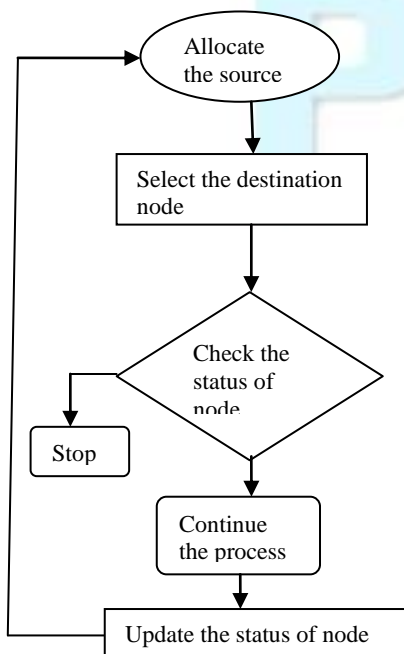 Allocate
the source
Select the destination
node
Check the
status of
node
Stop
Continue
the process
Update the status of node